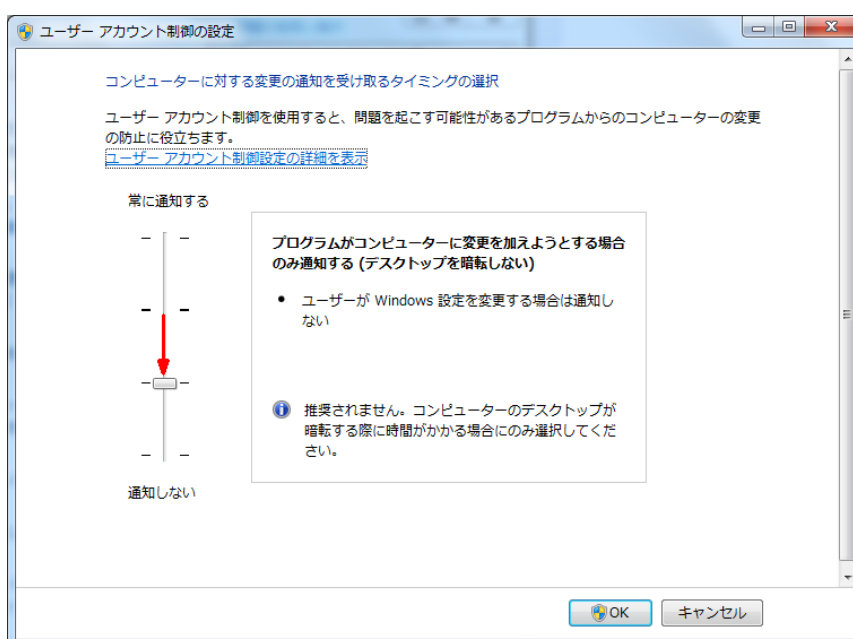 ユーザー アカウント制御の設定
コンピューターに対する変更の通知を受け取るタイミングの選択
ユーザー アカウント制御を使用すると、問題を起こす可能性があるプログラムからのコンピューターの変更
の防止に役立ちます。
ユーザー アカウント制御設定の詳細を表示
常に通知する
プログラムがコンピューターに変更を加えようとする場合
のみ通知する (デスクトップを暗転しない)
• ユーザーが Windows 設定を変更する場合は通知し
ない
推奨されません。コンピューターのデスクトップが
暗転する際に時間がかかる場合にのみ選択してくだ
さい。
通知しない
OK
キャンセル